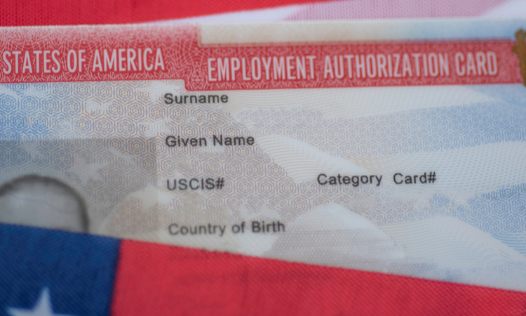 STATES OF AMERICA
EMPLOYMENT AUTHORIZATION CARD
Surname
Given Name
USCIS# Category Card#
Country of Birth